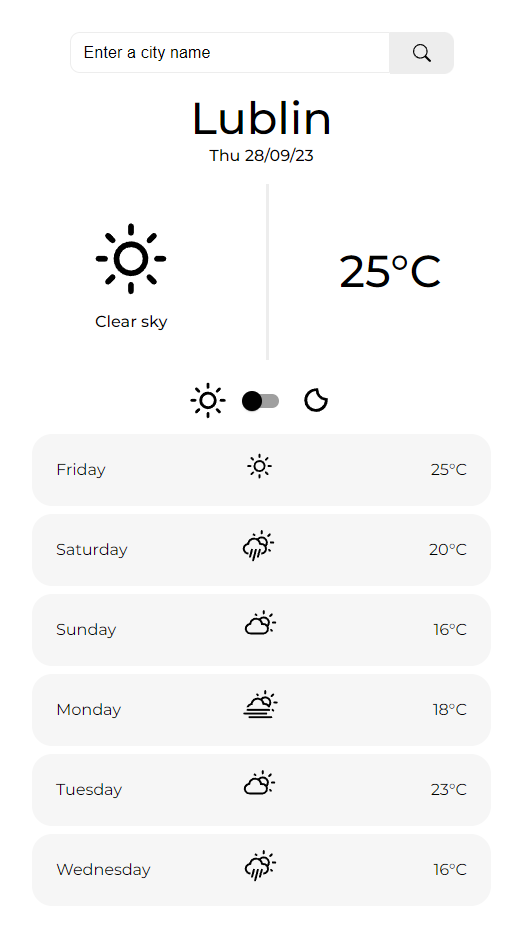 Enter a city name
Lublin
Thu 28/09/23
25°C
Clear sky
Friday 25°C
Saturday 20°C
Sunday 16°C
Monday 18°C
Tuesday 23°C
Wednesday 16°C